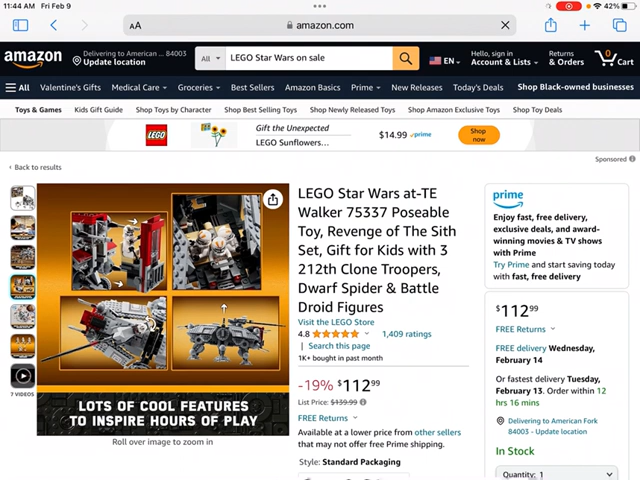 11:44 AM Fri Feb 9
42%
AA
amazon.com
amazon
Delivering to American ... 84003
Update location
All
LEGO Star Wars on sale
EN
Hello, sign in
Account & Lists
Returns
& Orders
0
Cart
All
Valentine's Gifts
Medical Care
Groceries
Best Sellers
Amazon Basics
Prime
New Releases
Today's Deals
Shop Black-owned businesses
Toys & Games
Kids Gift Guide
Shop Toys by Character
Shop Best Selling Toys
Shop Newly Released Toys
Shop Amazon Exclusive Toys
Shop Toy Deals
LEGO
Gift the Unexpected
LEGO Sunflowers...
$14.99 prime
Shop
now
Sponsored
‹ Back to results
7 VIDEOS
LOTS OF COOL FEATURES
TO INSPIRE HOURS OF PLAY
Roll over image to zoom in
LEGO Star Wars at-TE
Walker 75337 Poseable
Toy, Revenge of The Sith
Set, Gift for Kids with 3
212th Clone Troopers,
Dwarf Spider & Battle
Droid Figures
Visit the LEGO Store
4.8
1,409 ratings
| Search this page
1K+ bought in past month
-19% $112 99
List Price: $139.99
FREE Returns
Available at a lower price from other sellers
that may not offer free Prime shipping.
Style: Standard Packaging
prime
Enjoy fast, free delivery,
exclusive deals, and award-
winning movies & TV shows
with Prime
Try Prime and start saving today
with fast, free delivery
$112 99
FREE Returns
FREE delivery Wednesday,
February 14
Or fastest delivery Tuesday,
February 13. Order within 12
hrs 16 mins
Delivering to American Fork
84003 - Update location
In Stock
Quantity: 1